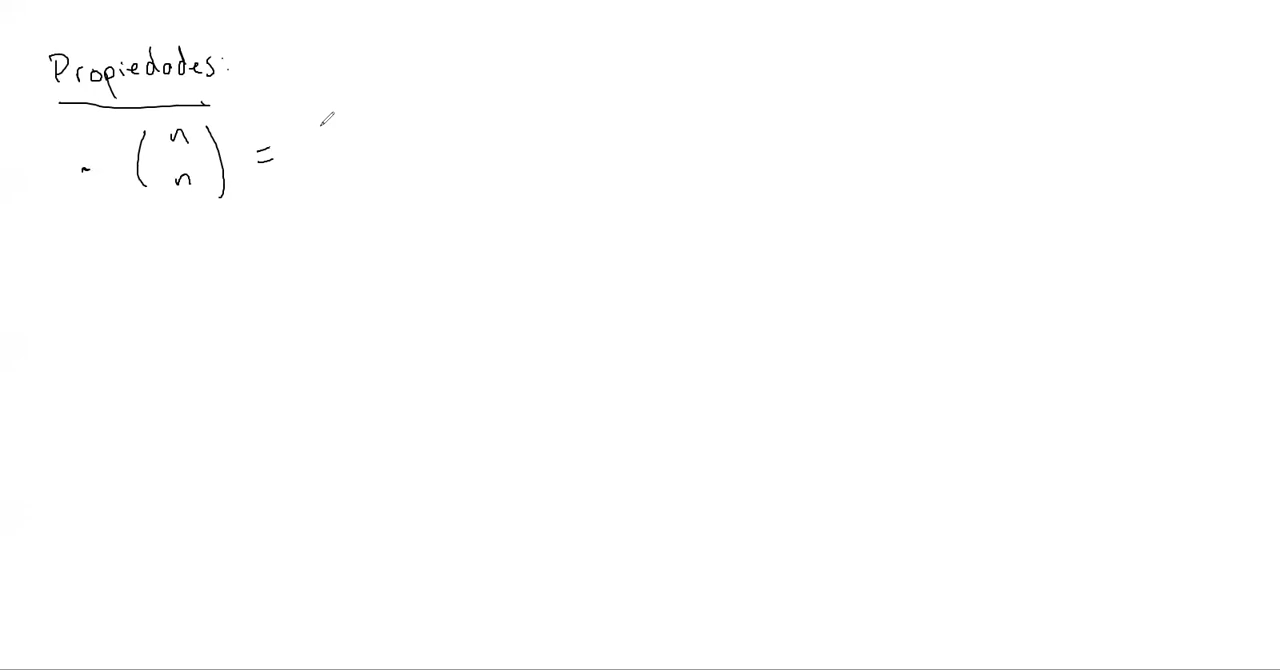 Propiedades:
- ( n
n ) =